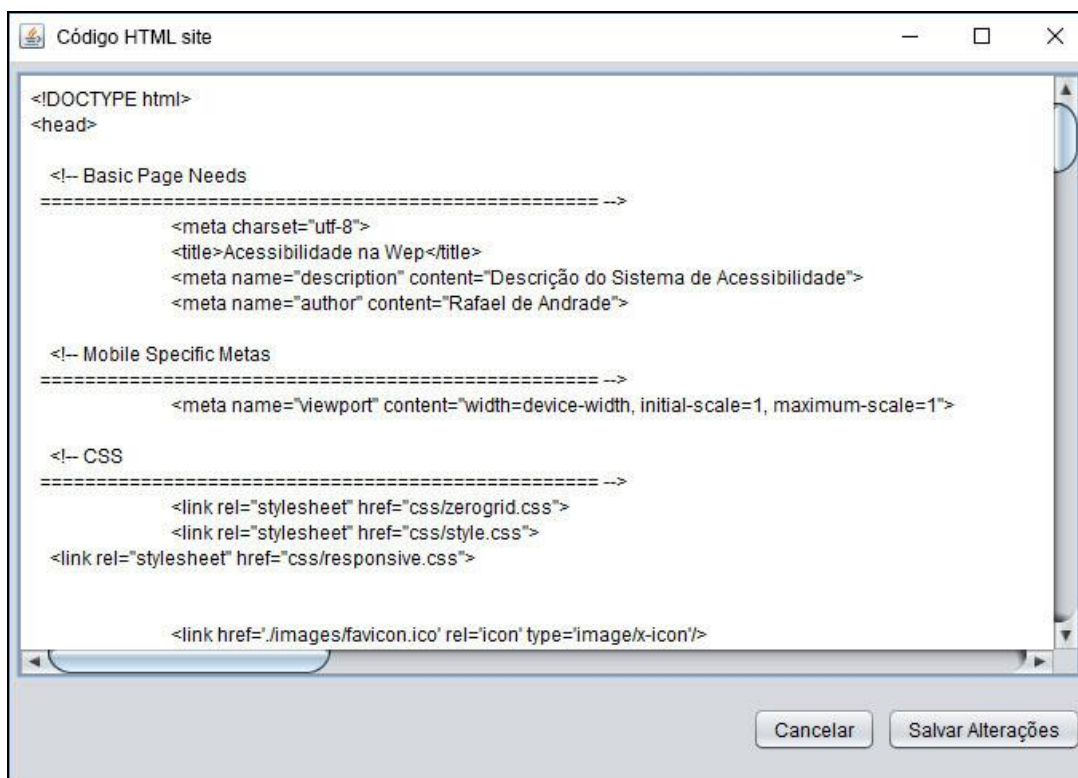 Código HTML site
<!DOCTYPE html>
<head>
<!-- Basic Page Needs
================================================== -->
<meta charset="utf-8">
<title>Acessibilidade na Wep</title>
<meta name="description" content="Descrição do Sistema de Acessibilidade">
<meta name="author" content="Rafael de Andrade">
<!-- Mobile Specific Metas
================================================== -->
<meta name="viewport" content="width=device-width, initial-scale=1, maximum-scale=1">
<!-- CSS
================================================== -->
<link rel="stylesheet" href="css/zerogrid.css">
<link rel="stylesheet" href="css/style.css">
<link rel="stylesheet" href="css/responsive.css">
<link href='./images/favicon.ico' rel='icon' type='image/x-icon'/>
Cancelar Salvar Alterações